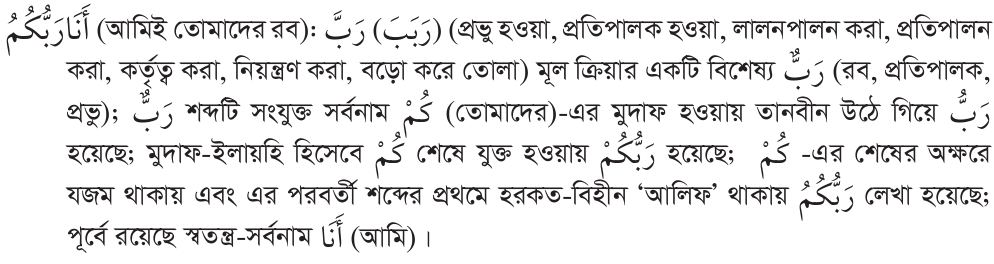 أَنَارَبُّكُمُ (আমিই তোমাদের রব): رَبَّ (رَبَبَ) (প্রভু হওয়া, প্রতিপালক হওয়া, লালনপালন করা, প্রতিপালন
করা, কর্তৃত্ব করা, নিয়ন্ত্রণ করা, বড়ো করে তোলা) মূল ক্রিয়ার একটি বিশেষ্য رَبٌّ (রব, প্রতিপালক,
প্রভু); رَبٌّ শব্দটি সংযুক্ত সর্বনাম كُمْ (তোমাদের)-এর মুদাফ হওয়ায় তানবীন উঠে গিয়ে رَبُّ
হয়েছে; মুদাফ-ইলায়হি হিসেবে كُمْ শেষে যুক্ত হওয়ায় رَبُّكُمْ হয়েছে; كُمْ -এর শেষের অক্ষরে
যজম থাকায় এবং এর পরবর্তী শব্দের প্রথমে হরকত-বিহীন ‘আলিফ’ থাকায় رَبُّكُمُ লেখা হয়েছে;
পূর্বে রয়েছে স্বতন্ত্র-সর্বনাম أَنَا (আমি)।